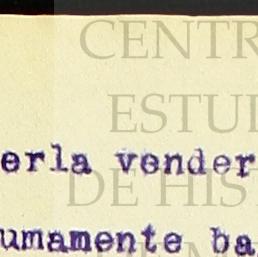 CENTR
ESTU
erla vender
DE HIS
umamente ba